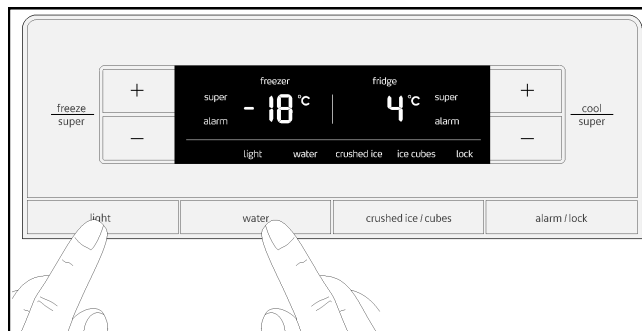 freezer fridge
super -18 °C 4 °C super
alarm alarm
light water crushed ice ice cubes lock
+ +
freeze cool
super super
− −
light water crushed ice / cubes alarm / lock